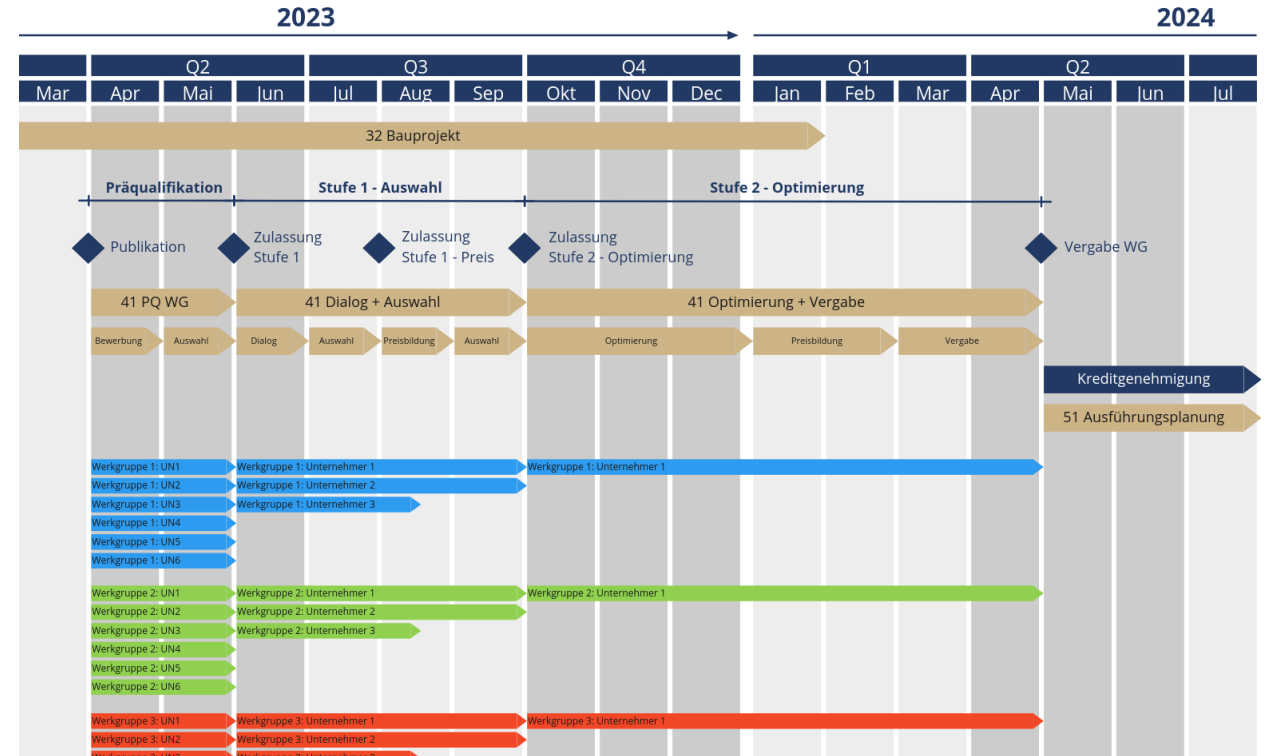 2023
2024
Q2
Q3
Q4
Q1
Q2
Mar
Apr
Mai
Jun
Jul
Aug
Sep
Okt
Nov
Dec
Jan
Feb
Mar
Apr
Mai
Jun
Jul
32 Bauprojekt
Präqualifikation
Stufe 1 - Auswahl
Stufe 2 - Optimierung
Publikation
Zulassung
Stufe 1
Zulassung
Stufe 1 - Preis
Zulassung
Stufe 2 - Optimierung
Vergabe WG
41 PQ WG
41 Dialog + Auswahl
41 Optimierung + Vergabe
Bewerbung
Auswahl
Dialog
Auswahl
Preisbildung
Auswahl
Optimierung
Preisbildung
Vergabe
Kreditgenehmigung
51 Ausführungsplanung
Werkgruppe 1: UN1
Werkgruppe 1: Unternehmer 1
Werkgruppe 1: Unternehmer 1
Werkgruppe 1: UN2
Werkgruppe 1: Unternehmer 2
Werkgruppe 1: UN3
Werkgruppe 1: Unternehmer 3
Werkgruppe 1: UN4
Werkgruppe 1: UN5
Werkgruppe 1: UN6
Werkgruppe 2: UN1
Werkgruppe 2: Unternehmer 1
Werkgruppe 2: Unternehmer 1
Werkgruppe 2: UN2
Werkgruppe 2: Unternehmer 2
Werkgruppe 2: UN3
Werkgruppe 2: Unternehmer 3
Werkgruppe 2: UN4
Werkgruppe 2: UN5
Werkgruppe 2: UN6
Werkgruppe 3: UN1
Werkgruppe 3: Unternehmer 1
Werkgruppe 3: Unternehmer 1
Werkgruppe 3: UN2
Werkgruppe 3: Unternehmer 2